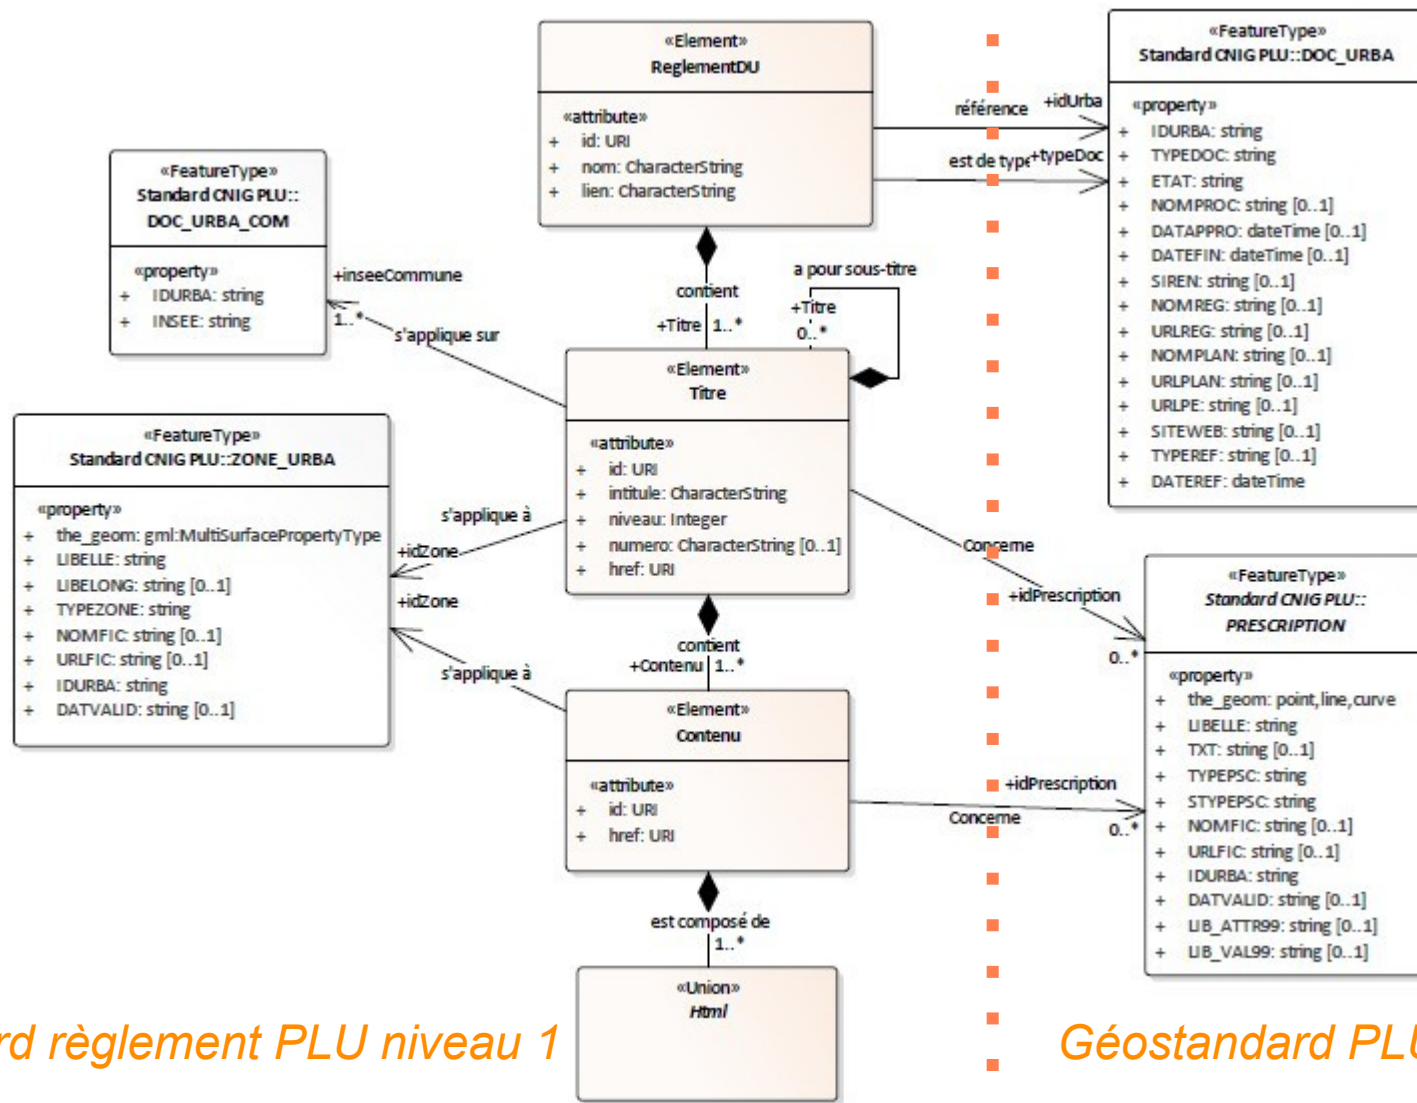 «Element»
ReglementDU
«attribute»
+ id: URI
+ nom: CharacterString
+ lien: CharacterString
«FeatureType»
Standard CNIG PLU::DOC_URBA
«property»
+ IDURBA: string
+ TYPEDOC: string
+ ETAT: string
+ NOMPROC: string [0..1]
+ DATAPPRO: dateTime [0..1]
+ DATEFIN: dateTime [0..1]
+ SIREN: string [0..1]
+ NOMREG: string [0..1]
+ URLREG: string [0..1]
+ NOMPLAN: string [0..1]
+ URLPLAN: string [0..1]
+ URLPE: string [0..1]
+ SITEWEB: string [0..1]
+ TYPEREF: string [0..1]
+ DATEREF: dateTime
référence
+idUrba
est de type
+typeDoc
«FeatureType»
Standard CNIG PLU::
DOC_URBA_COM
«property»
+ IDURBA: string
+ INSEE: string
+inseeCommune
1..*
s'applique sur
contient
+Titre 1..*
a pour sous-titre
+Titre
0..*
«Element»
Titre
«attribute»
+ id: URI
+ intitule: CharacterString
+ niveau: Integer
+ numero: CharacterString [0..1]
+ href: URI
«FeatureType»
Standard CNIG PLU::ZONE_URBA
«property»
+ the_geom: gml:MultiSurfacePropertyType
+ LIBELLE: string
+ LIBELONG: string [0..1]
+ TYPEZONE: string
+ NOMFIC: string [0..1]
+ URLFIC: string [0..1]
+ IDURBA: string
+ DATVALID: string [0..1]
s'applique à
+idZone
+idZone
s'applique à
Concerne
+idPrescription
0..*
contient
+Contenu 1..*
«Element»
Contenu
«attribute»
+ id: URI
+ href: URI
«FeatureType»
Standard CNIG PLU::
PRESCRIPTION
«property»
+ the_geom: point,line,curve
+ LIBELLE: string
+ TXT: string [0..1]
+ TYPEPSC: string
+ STYPEPSC: string
+ NOMFIC: string [0..1]
+ URLFIC: string [0..1]
+ IDURBA: string
+ DATVALID: string [0..1]
+ LIB_ATTR99: string [0..1]
+ LIB_VAL99: string [0..1]
+idPrescription
Concerne
0..*
est composé de
1..*
«Union»
Html
rd règlement PLU niveau 1
Géostandard PLU